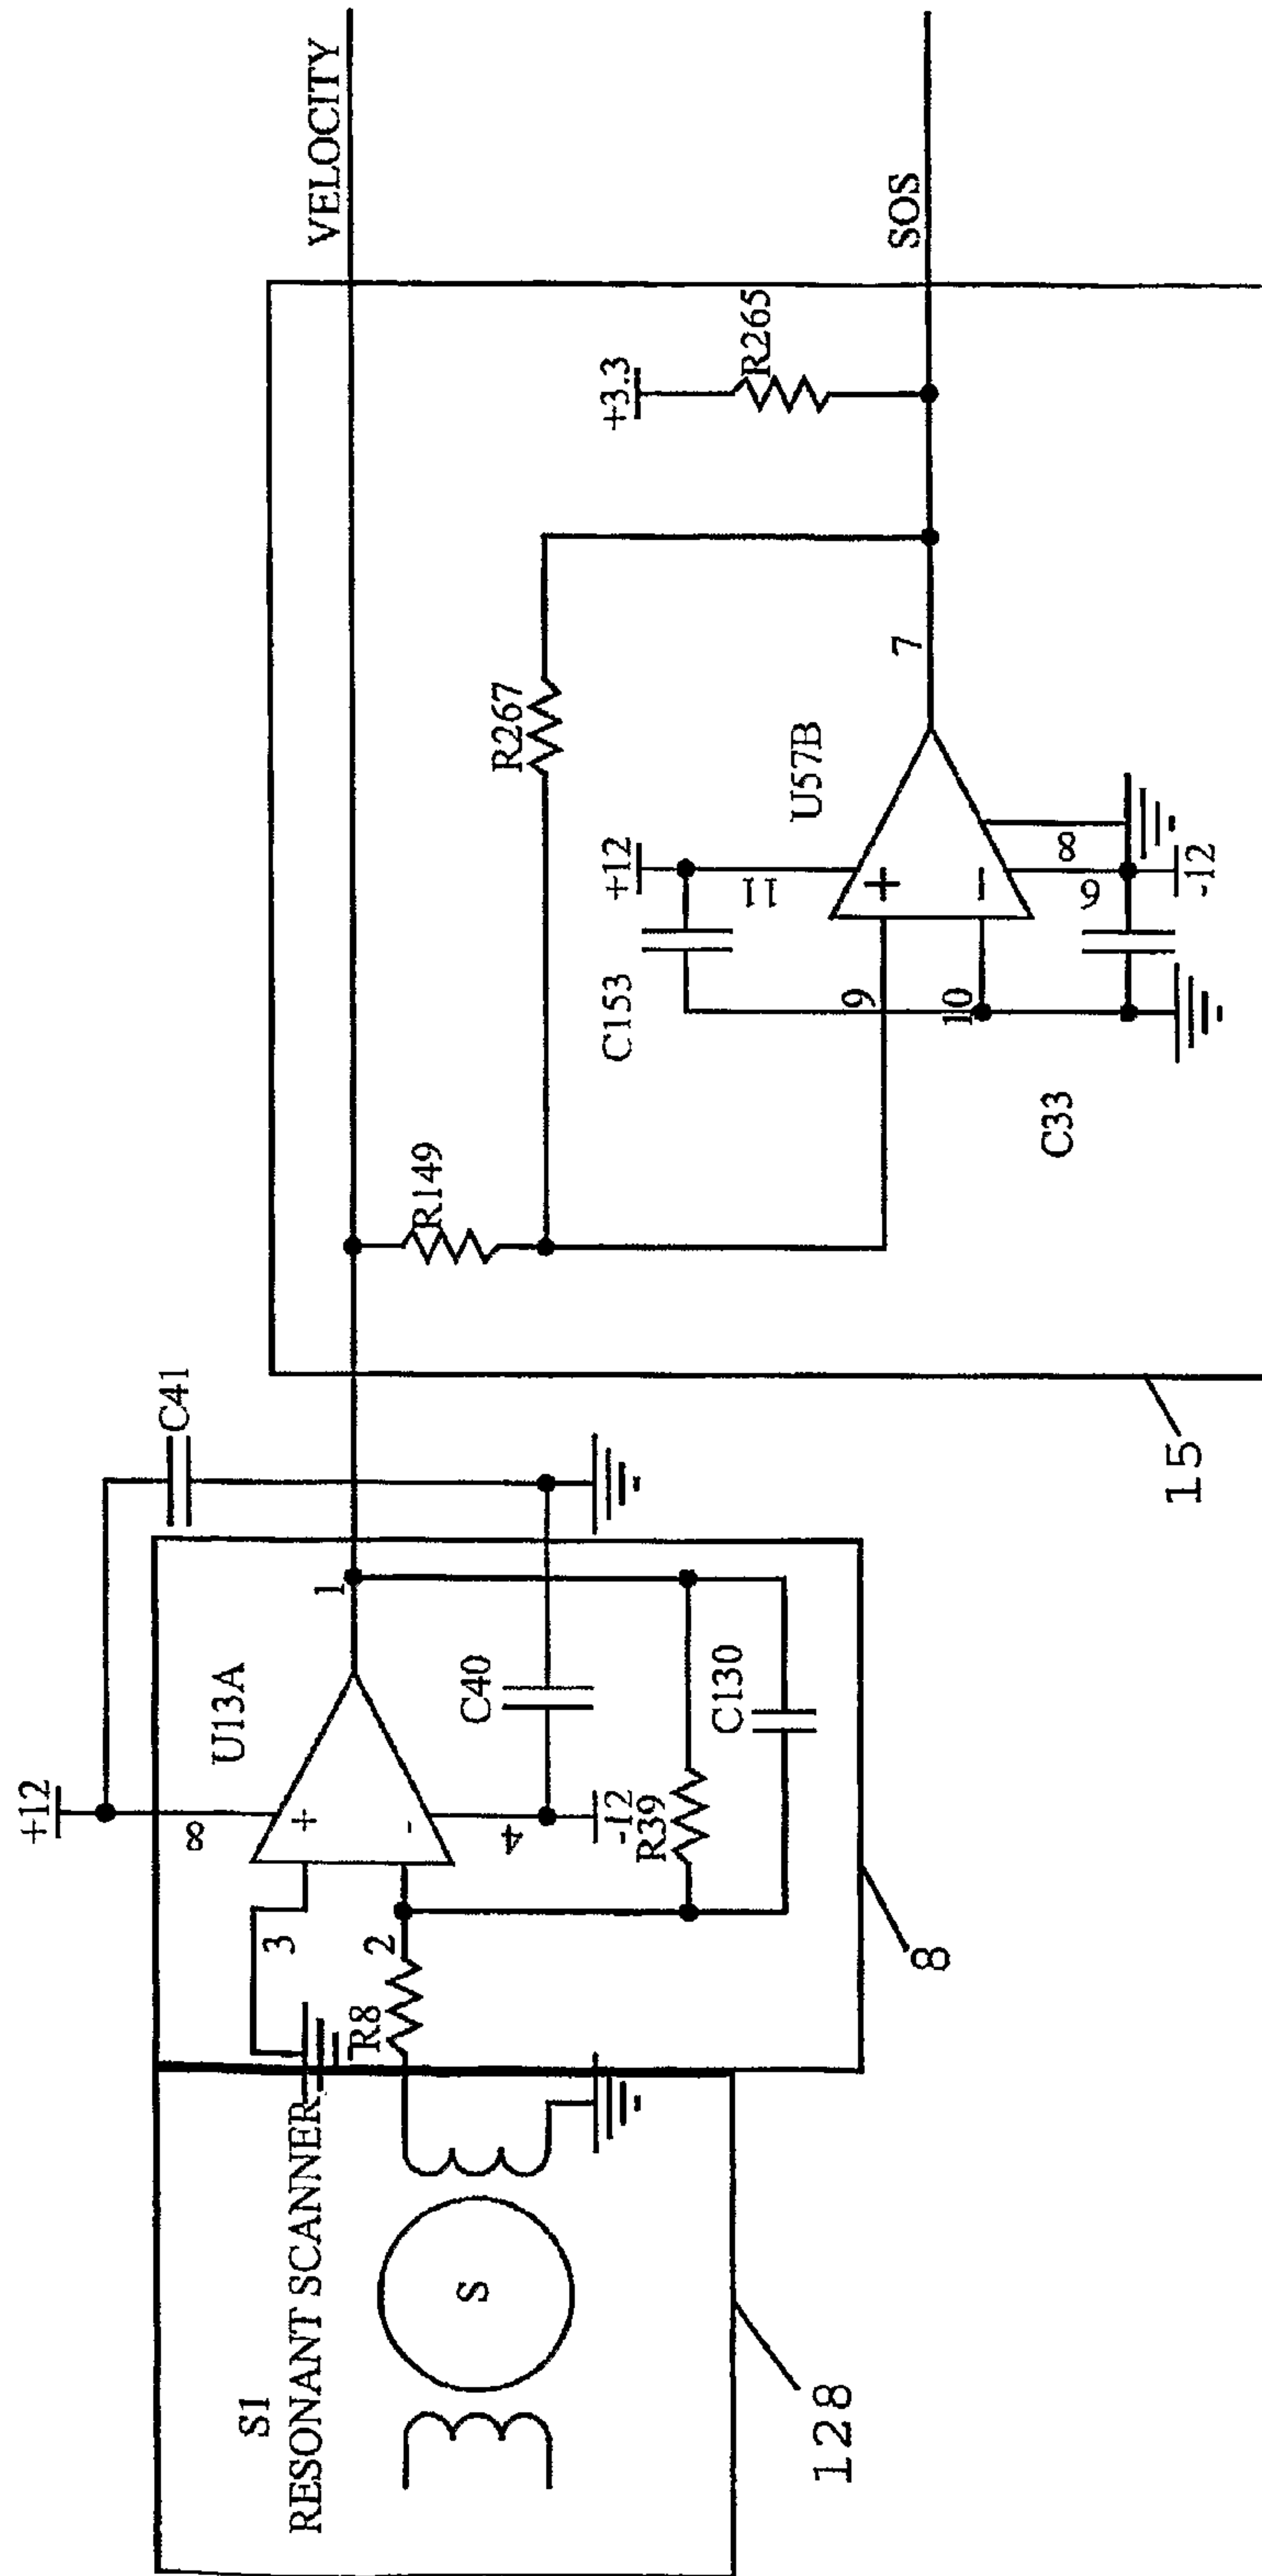 S1
RESONANT SCANNER
S
128
+12
8
U13A
+
-
3
2
R8
4
-12
1
C40
R39
C130
8
C41
15
R149
R267
C153
+12
11
U57B
+
-
9
10
7
8
6
-12
C33
+3.3
R265
VELOCITY
SOS